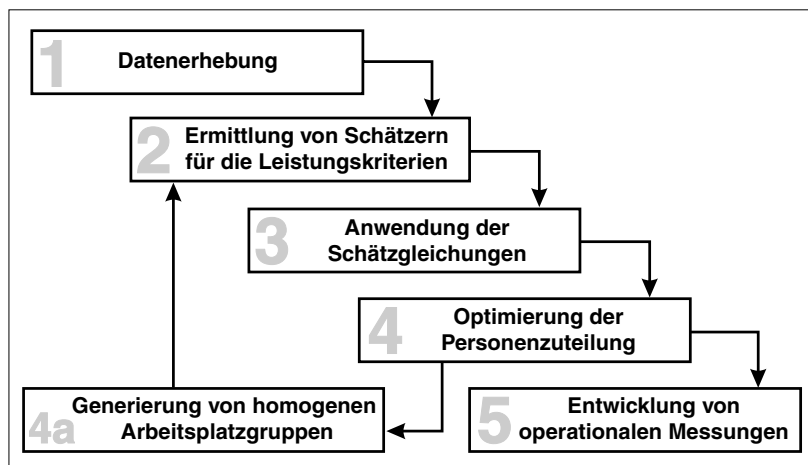 1 Datenerhebung
2 Ermittlung von Schätzern
für die Leistungskriterien
3 Anwendung der
Schätzgleichungen
4 Optimierung der
Personenzuteilung
4a Generierung von homogenen
Arbeitsplatzgruppen
5 Entwicklung von
operationalen Messungen